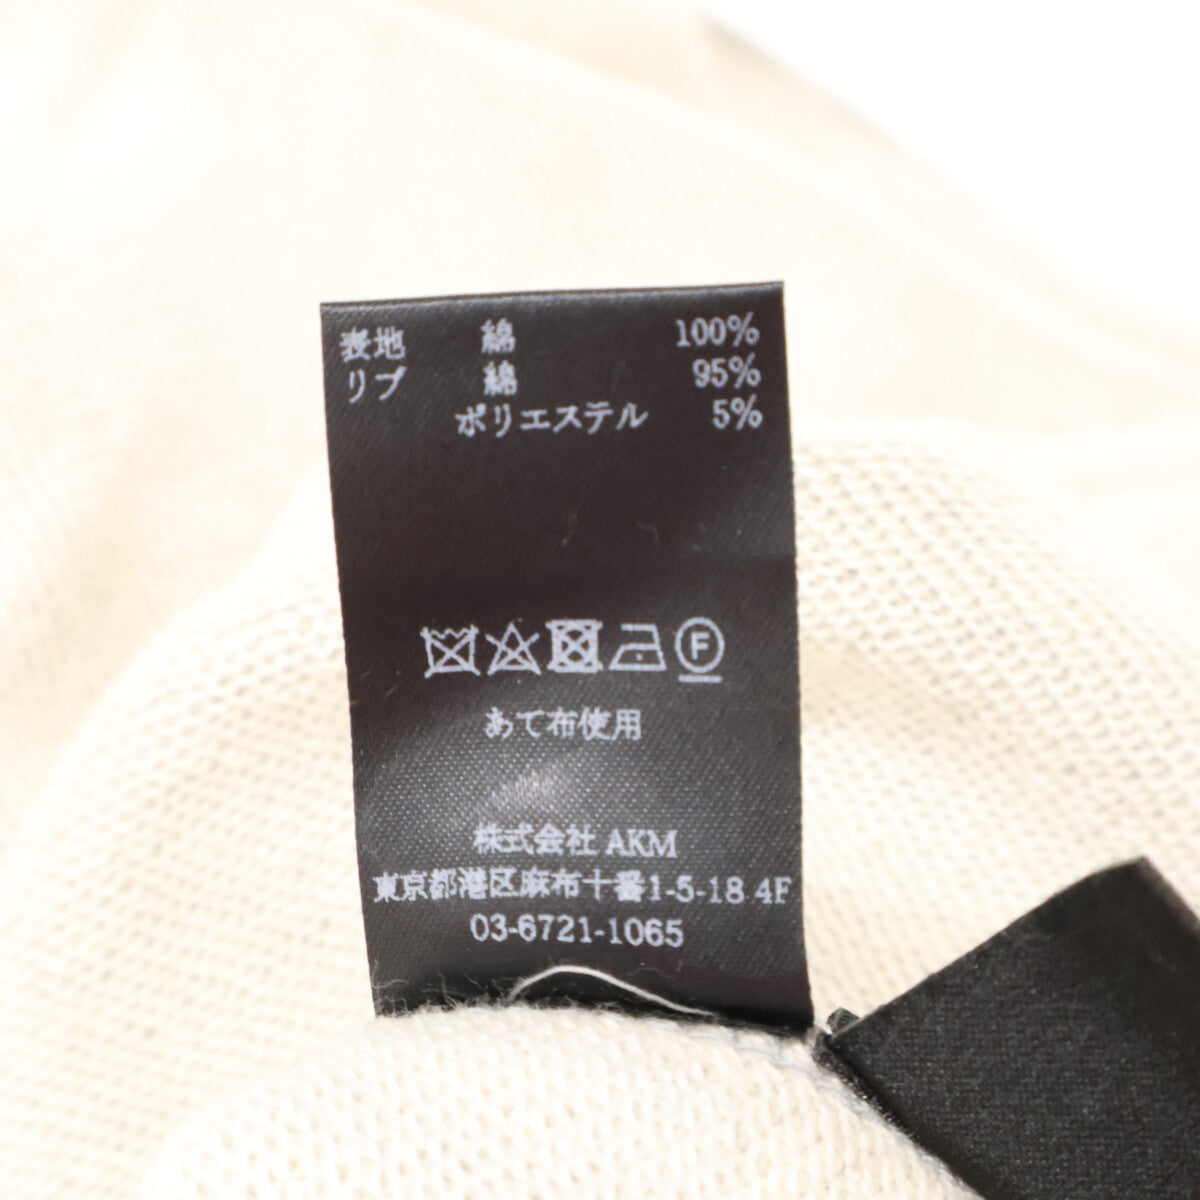 表地 綿 100%
リブ 綿 95%
ポリエステル 5%
F
あて布使用
株式会社 AKM
東京都港区麻布十番1-5-18 4F
03-6721-1065